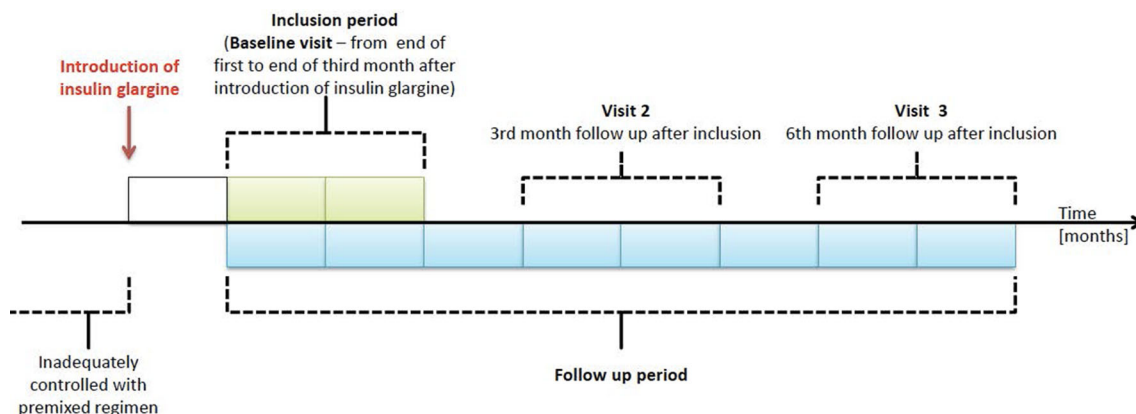 Inclusion period
(Baseline visit – from end of
first to end of third month after
introduction of insulin glargine)
Introduction of
insulin glargine
Visit 2
3rd month follow up after inclusion
Visit 3
6th month follow up after inclusion
Time
[months]
Inadequately
controlled with
premixed regimen
Follow up period